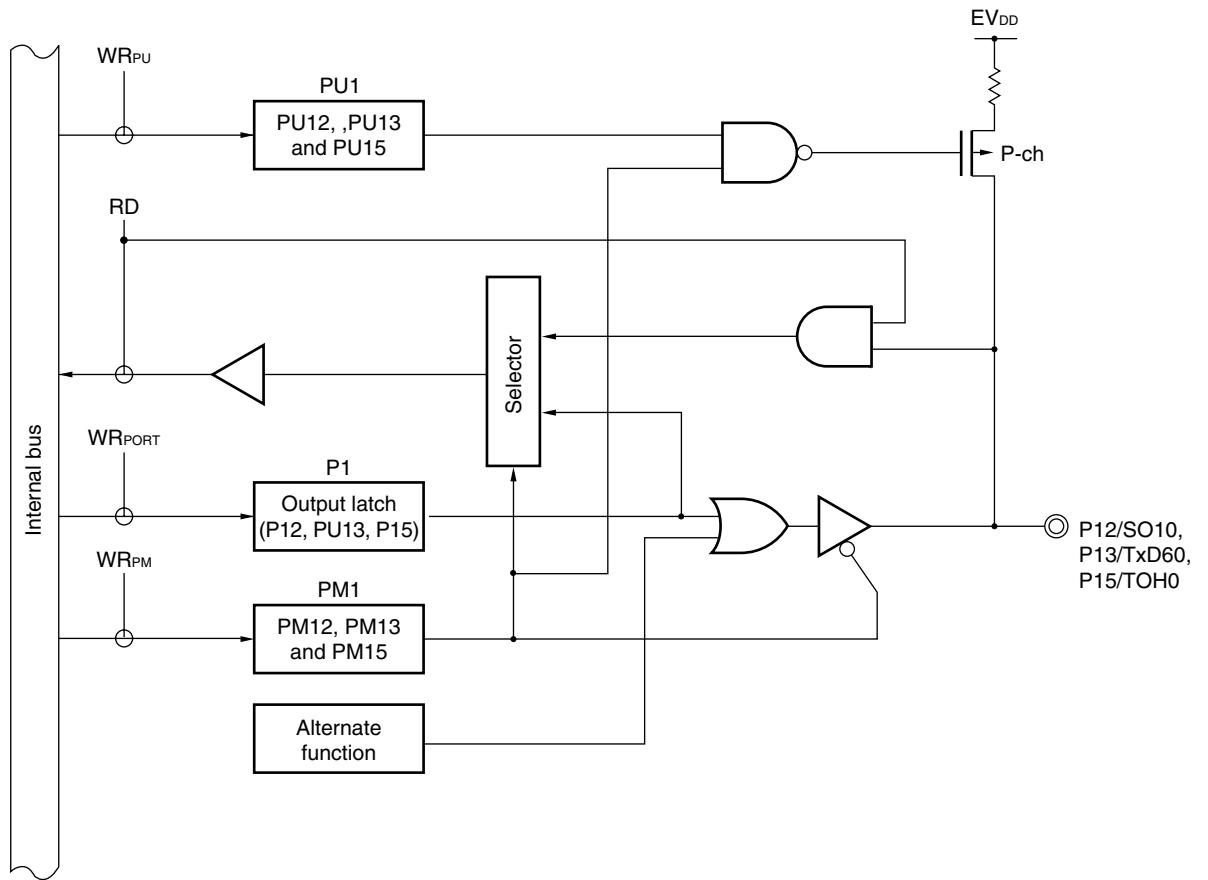 EVDD
WRPU
PU1
PU12, ,PU13
and PU15
P-ch
RD
Selector
Internal bus
WRPORT
P1
Output latch
(P12, PU13, P15)
WRPM
P12/SO10,
P13/TxD60,
P15/TOH0
PM1
PM12, PM13
and PM15
Alternate
function